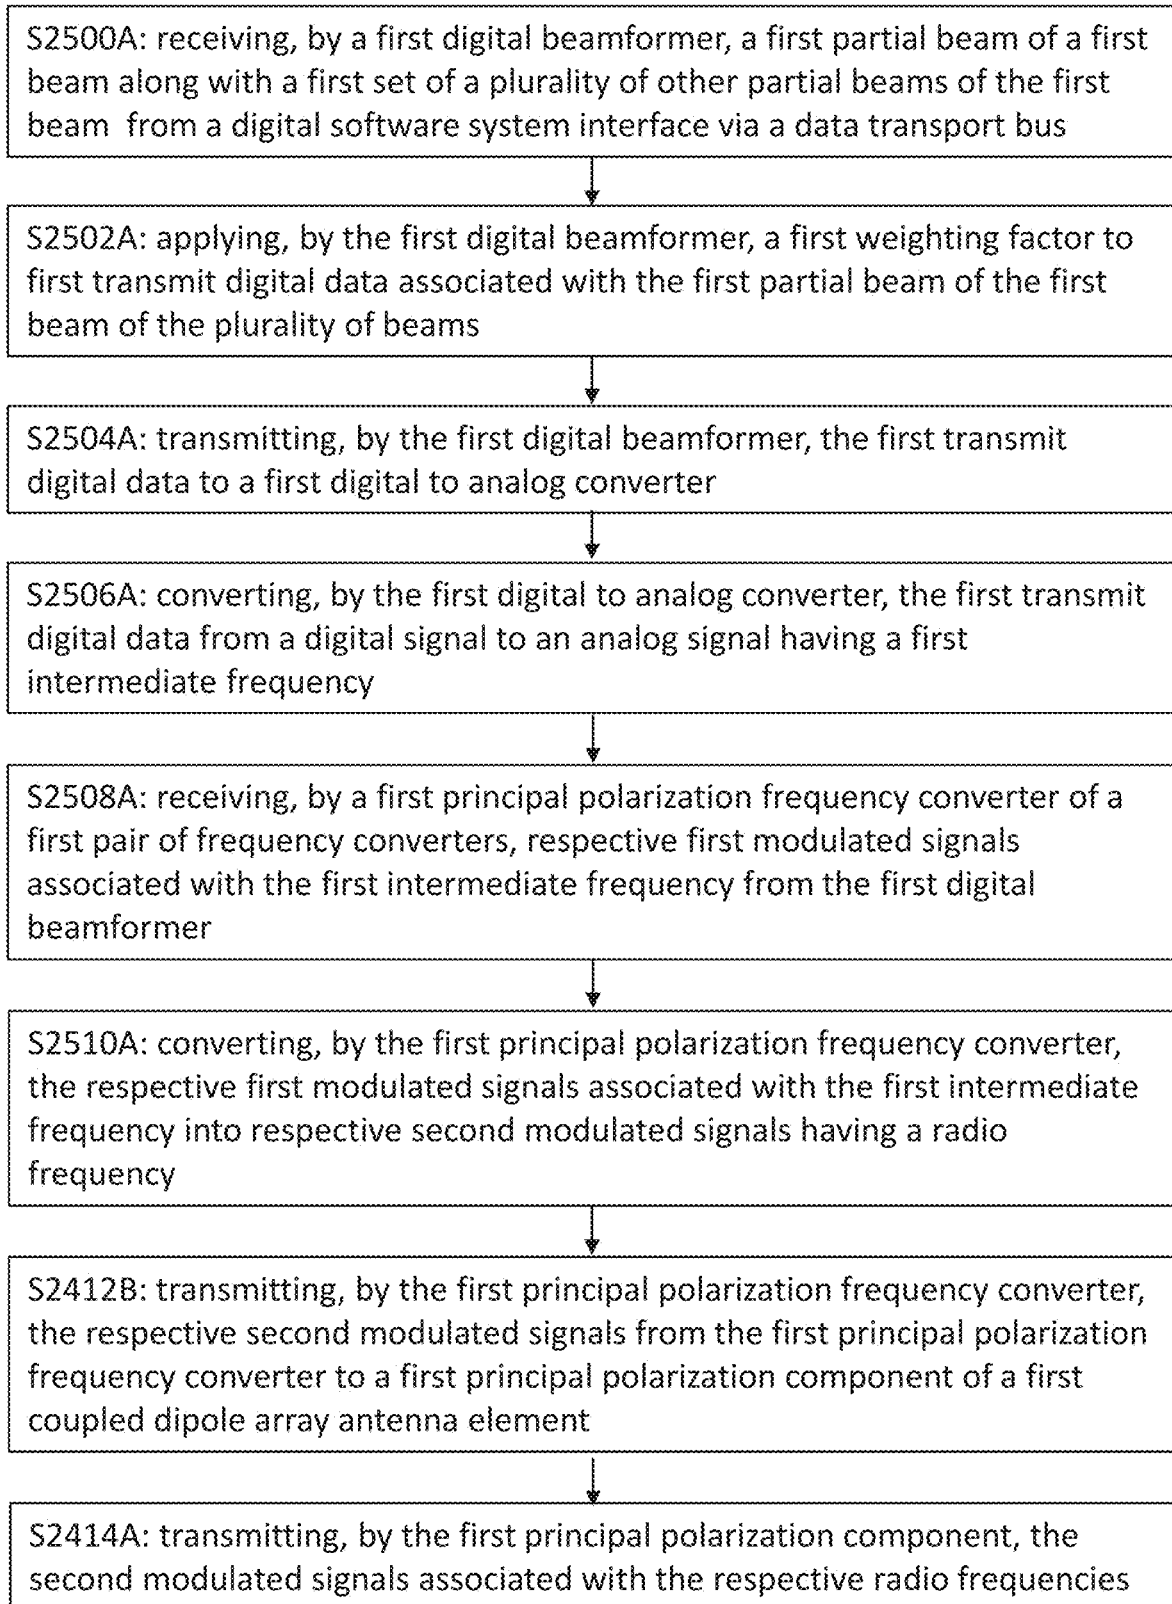 S2500A: receiving, by a first digital beamformer, a first partial beam of a first
beam along with a first set of a plurality of other partial beams of the first
beam from a digital software system interface via a data transport bus
S2502A: applying, by the first digital beamformer, a first weighting factor to
first transmit digital data associated with the first partial beam of the first
beam of the plurality of beams
S2504A: transmitting, by the first digital beamformer, the first transmit
digital data to a first digital to analog converter
S2506A: converting, by the first digital to analog converter, the first transmit
digital data from a digital signal to an analog signal having a first
intermediate frequency
S2508A: receiving, by a first principal polarization frequency converter of a
first pair of frequency converters, respective first modulated signals
associated with the first intermediate frequency from the first digital
beamformer
S2510A: converting, by the first principal polarization frequency converter,
the respective first modulated signals associated with the first intermediate
frequency into respective second modulated signals having a radio
frequency
S2412B: transmitting, by the first principal polarization frequency converter,
the respective second modulated signals from the first principal polarization
frequency converter to a first principal polarization component of a first
coupled dipole array antenna element
S2414A: transmitting, by the first principal polarization component, the
second modulated signals associated with the respective radio frequencies